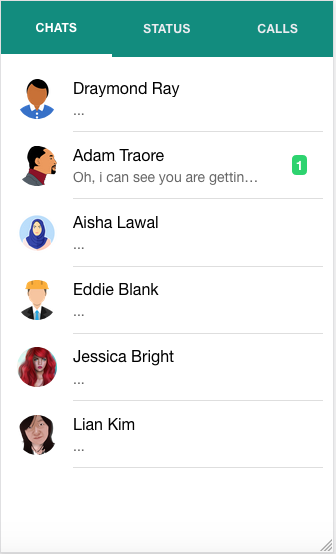 CHATS STATUS CALLS
Draymond Ray
...
Adam Traore
Oh, i can see you are gettin...
1
Aisha Lawal
...
Eddie Blank
...
Jessica Bright
...
Lian Kim
...